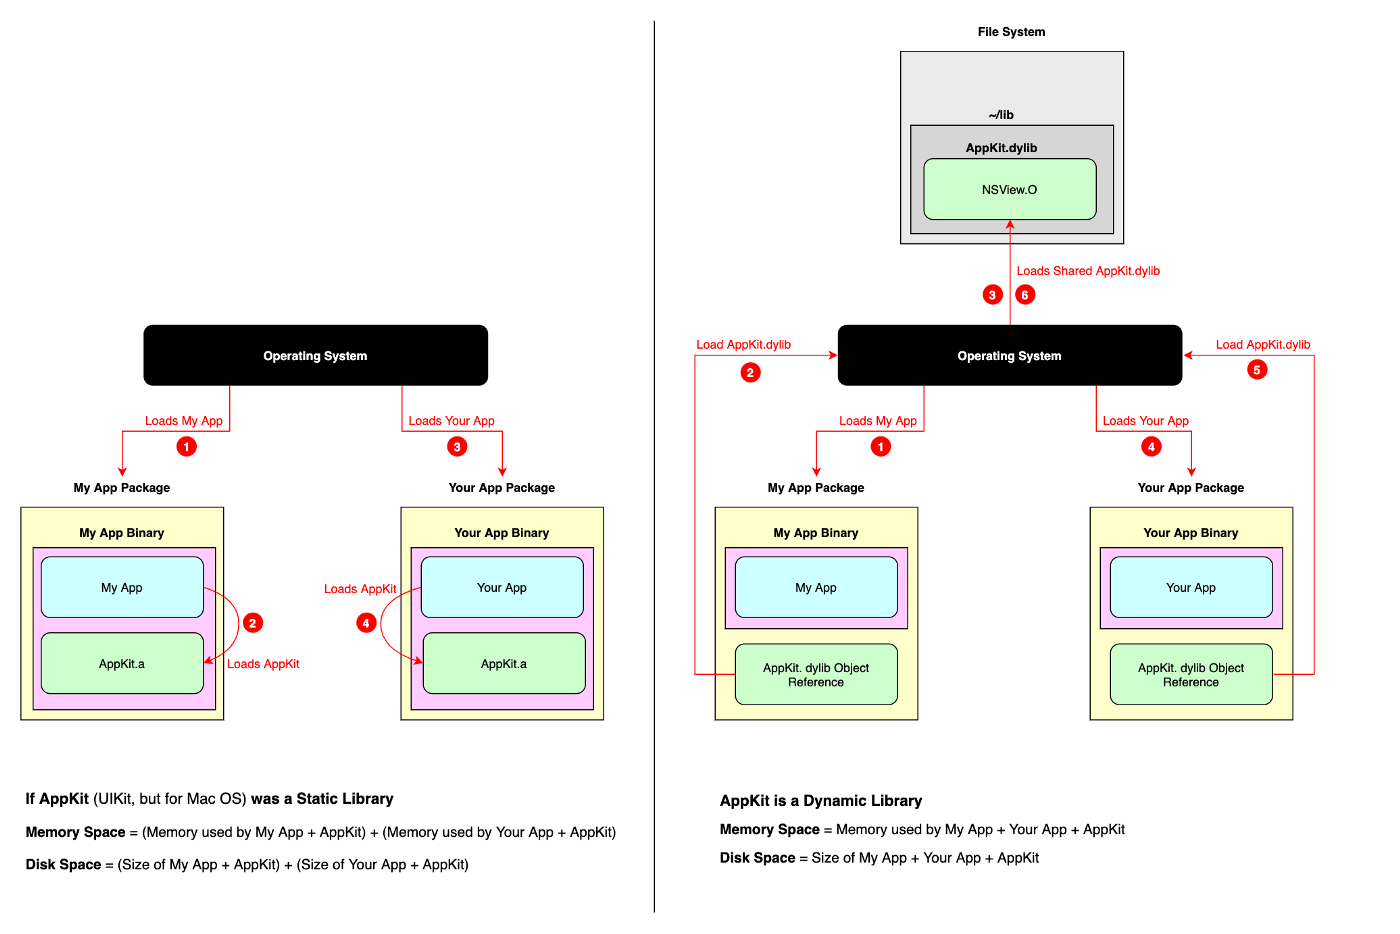 Operating System
Loads My App
1
Loads Your App
3
My App Package
My App Binary
My App
AppKit.a
2
Loads AppKit
Your App Package
Your App Binary
Your App
AppKit.a
Loads AppKit
4
If AppKit (UIKit, but for Mac OS) was a Static Library
Memory Space = (Memory used by My App + AppKit) + (Memory used by Your App + AppKit)
Disk Space = (Size of My App + AppKit) + (Size of Your App + AppKit)
File System
~/lib
AppKit.dylib
NSView.O
Loads Shared AppKit.dylib
3 6
Load AppKit.dylib
2
Operating System
Load AppKit.dylib
5
Loads My App
1
Loads Your App
4
My App Package
My App Binary
My App
AppKit. dylib Object
Reference
Your App Package
Your App Binary
Your App
AppKit. dylib Object
Reference
AppKit is a Dynamic Library
Memory Space = Memory used by My App + Your App + AppKit
Disk Space = Size of My App + Your App + AppKit